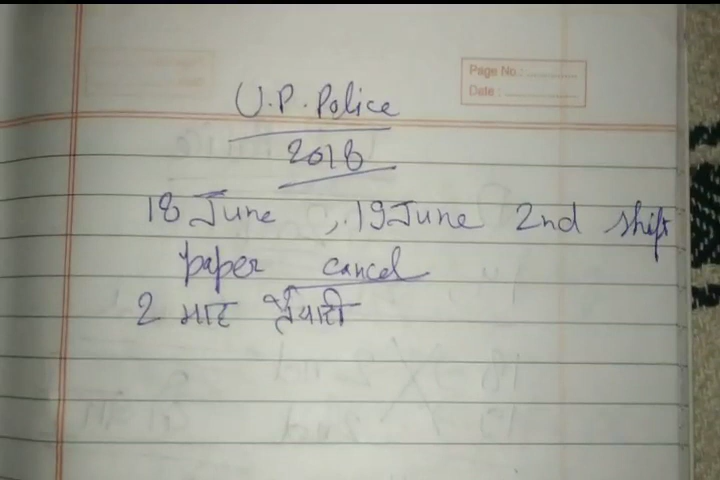 Page No.:
Date :
U.P. Police
2018
18 June , 19 June 2nd shift
paper cancel
2 माह तैयारी